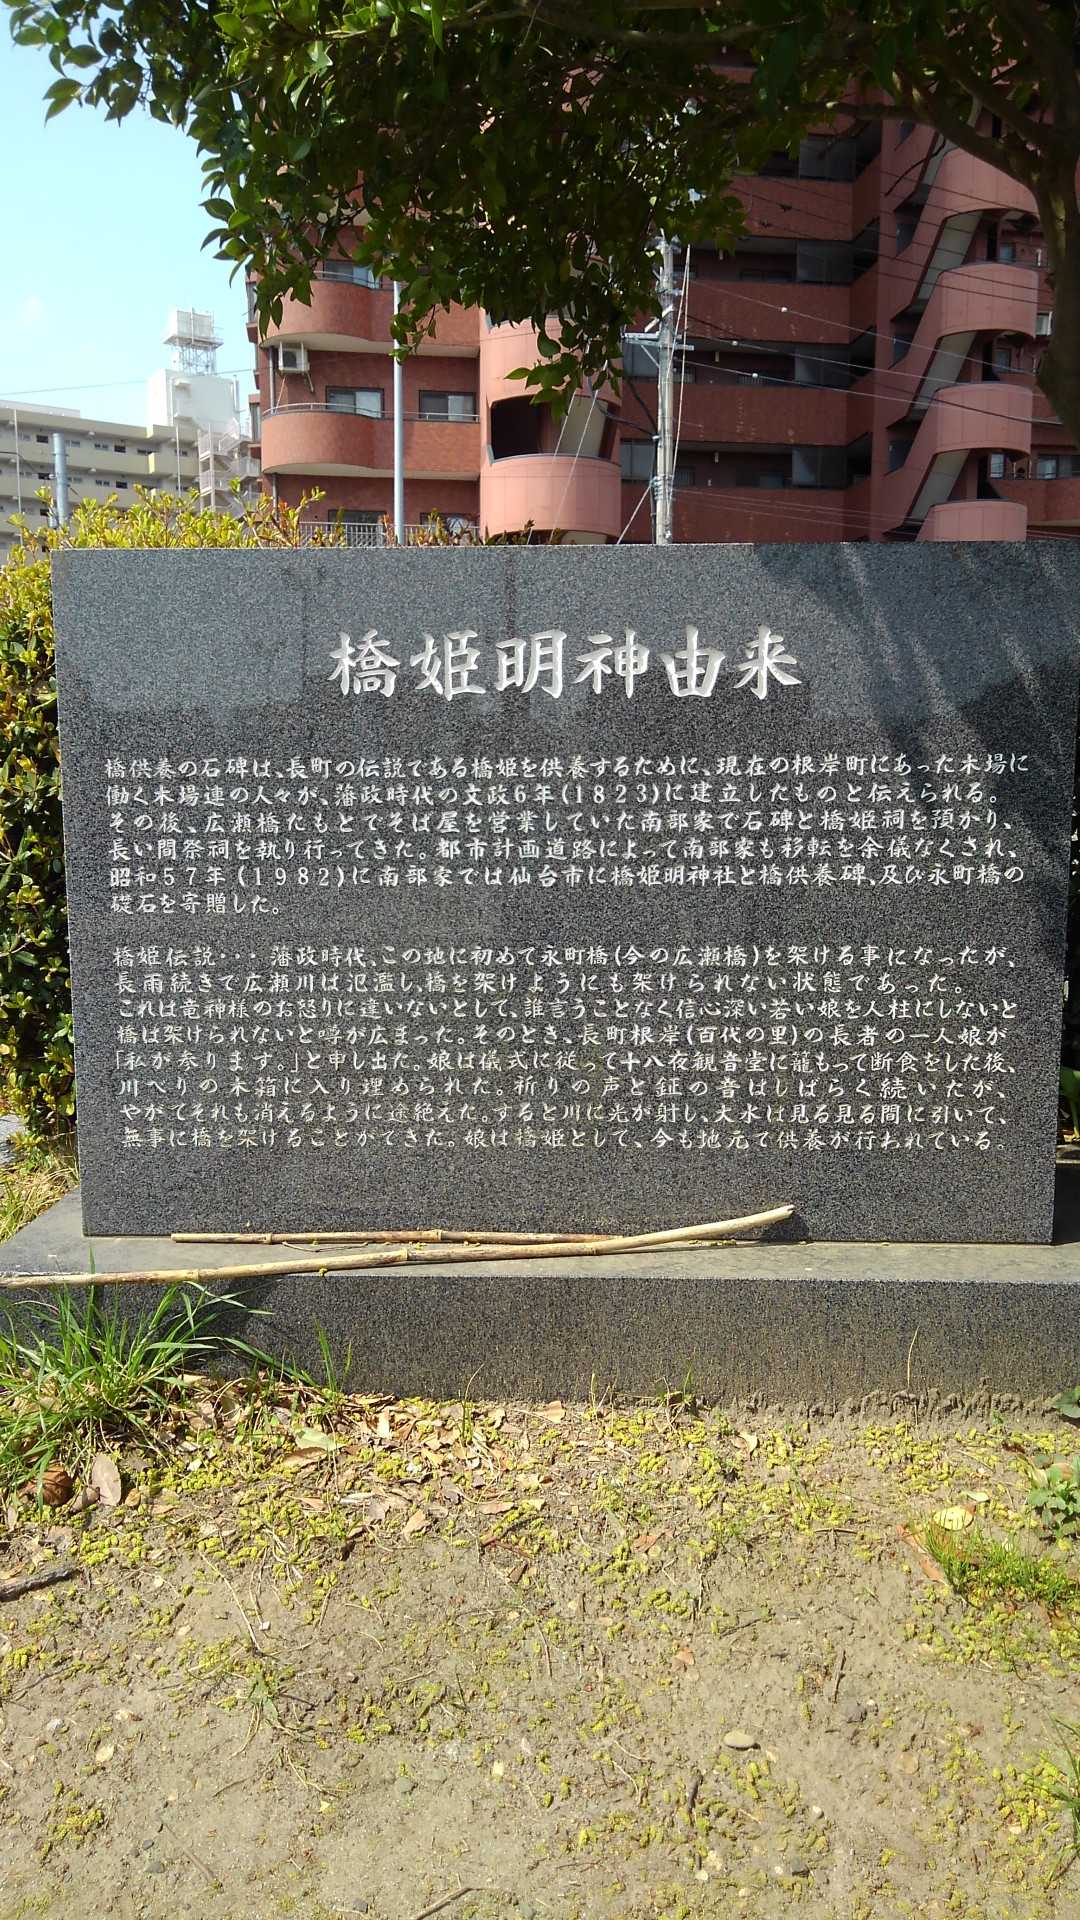 橋姫明神由来
橋供養の石碑は、長町の伝説である橋姫を供養するために、現在の根岸町にあった木場に
働く木場連の人々が、藩政時代の文政6年(1823)に建立したものと伝えられる。
その後、広瀬橋たもとでそば屋を営業していた南部家で石碑と橋姫祠を預かり、
長い間祭祠を執り行ってきた。都市計画道路によって南部家も移転を余儀なくされ、
昭和57年(1982)に南部家では仙台市に橋姫明神社と橋供養碑、及び永町橋の
礎石を寄贈した。
橋姫伝説・・・藩政時代、この地に初めて永町橋(今の広瀬橋)を架ける事になったが、
長雨続きで広瀬川は氾濫し、橋を架けようにも架けられない状態であった。
これは竜神様のお怒りに違いないとして、誰言うことなく信心深い若い娘を人柱にしないと
橋は架けられないと噂が広まった。そのとき、長町根岸(百代の里)の長者の一人娘が
「私が参ります。」と申し出た。娘は儀式に従って十八夜観音堂に籠もって断食をした後、
川べりの木箱に入り埋められた。祈りの声と鉦の音はしばらく続いたが、
やがてそれも消えるように途絶えた。すると川に光が射し、大水は見る見る間に引いて、
無事に橋を架けることができた。娘は橋姫として、今も地元で供養が行われている。